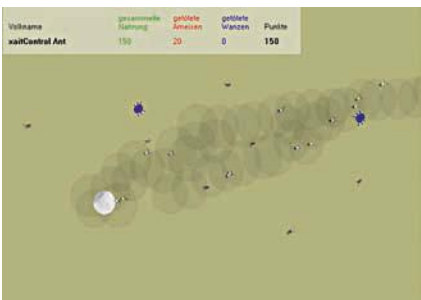 Volkname gesammelte Nahrung getötete Ameisen getötete Wanzen Punkte
xaitControl Ant 150 20 0 150